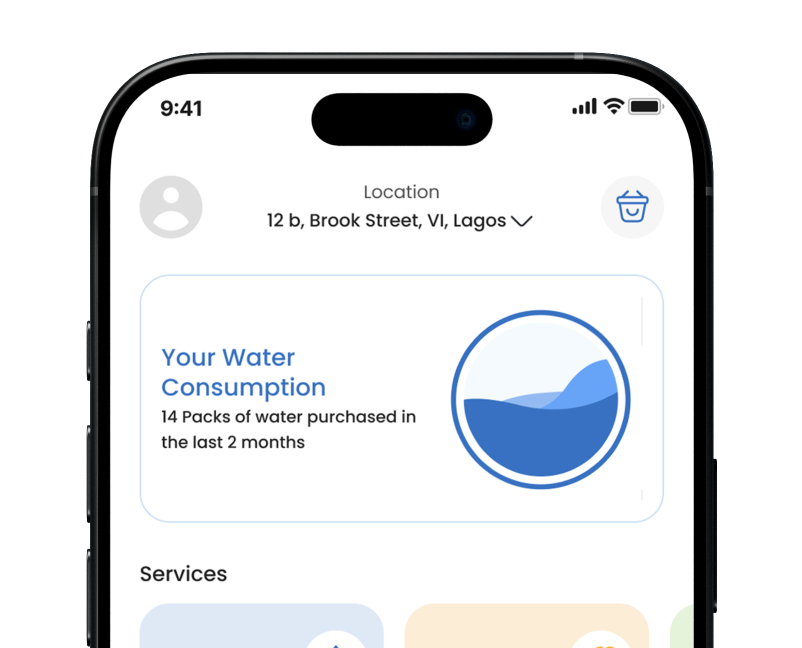 9:41
Location
12 b, Brook Street, VI, Lagos
Your Water
Consumption
14 Packs of water purchased in
the last 2 months
Services